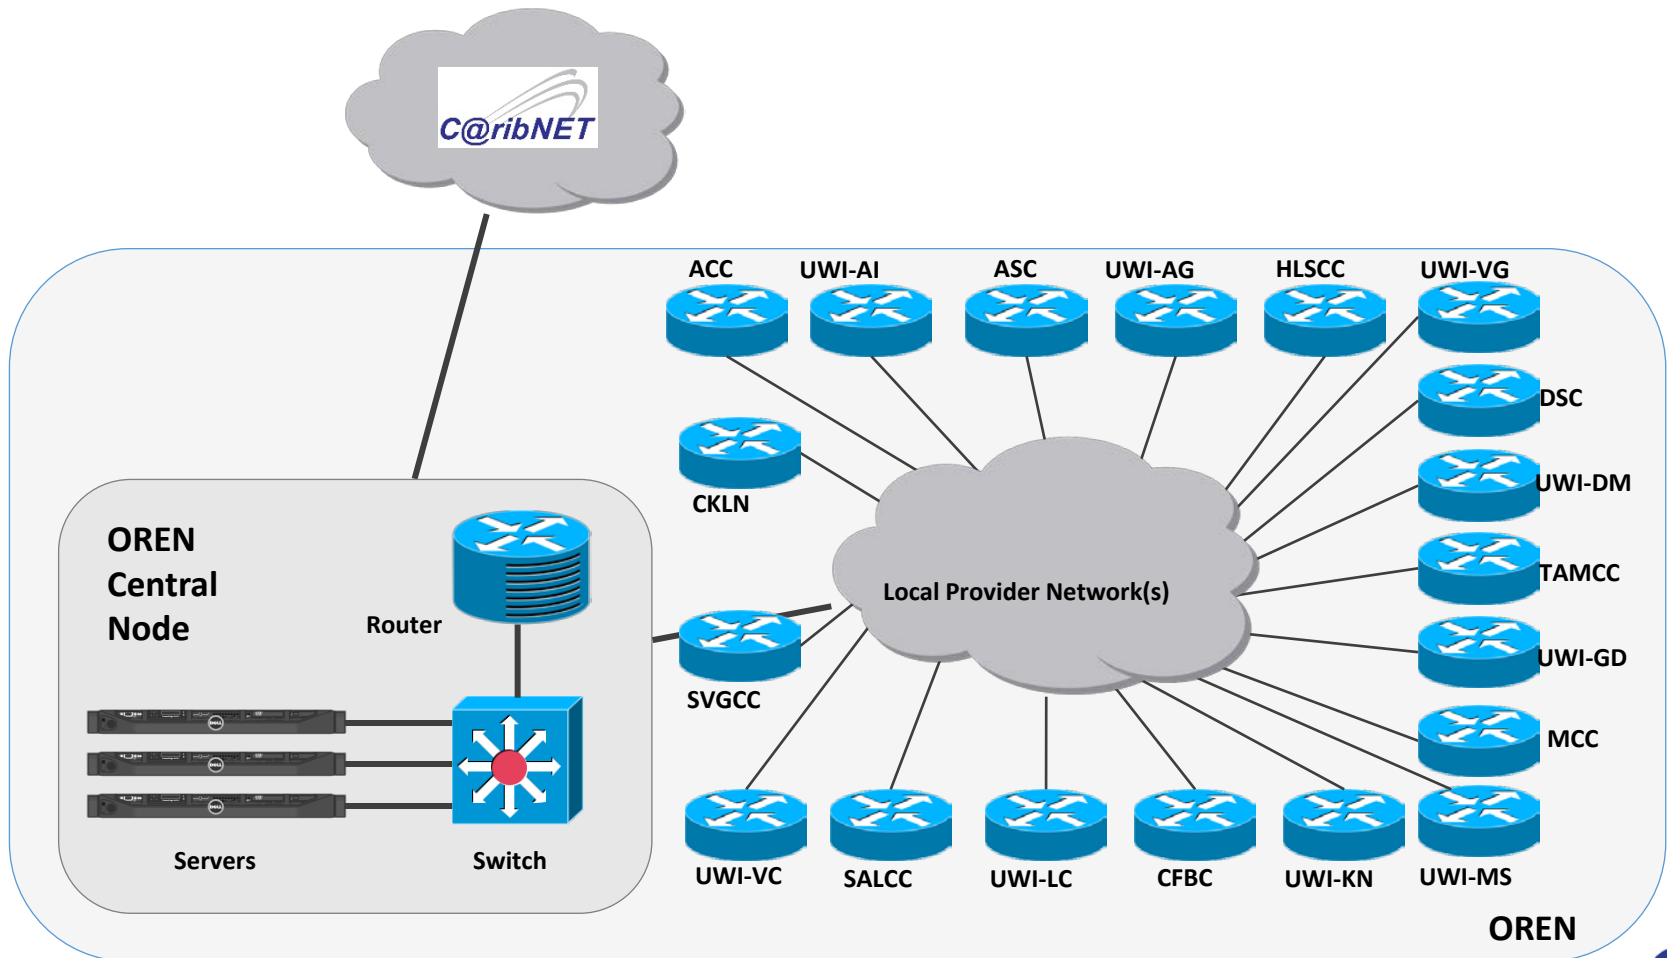 C@ribNET
ACC
UWI-AI
ASC
UWI-AG
HLSCC
UWI-VG
DSC
CKLN
UWI-DM
OREN
Central
Node
Router
Local Provider Network(s)
TAMCC
SVGCC
UWI-GD
MCC
Servers
Switch
UWI-VC
SALCC
UWI-LC
CFBC
UWI-KN
UWI-MS
OREN